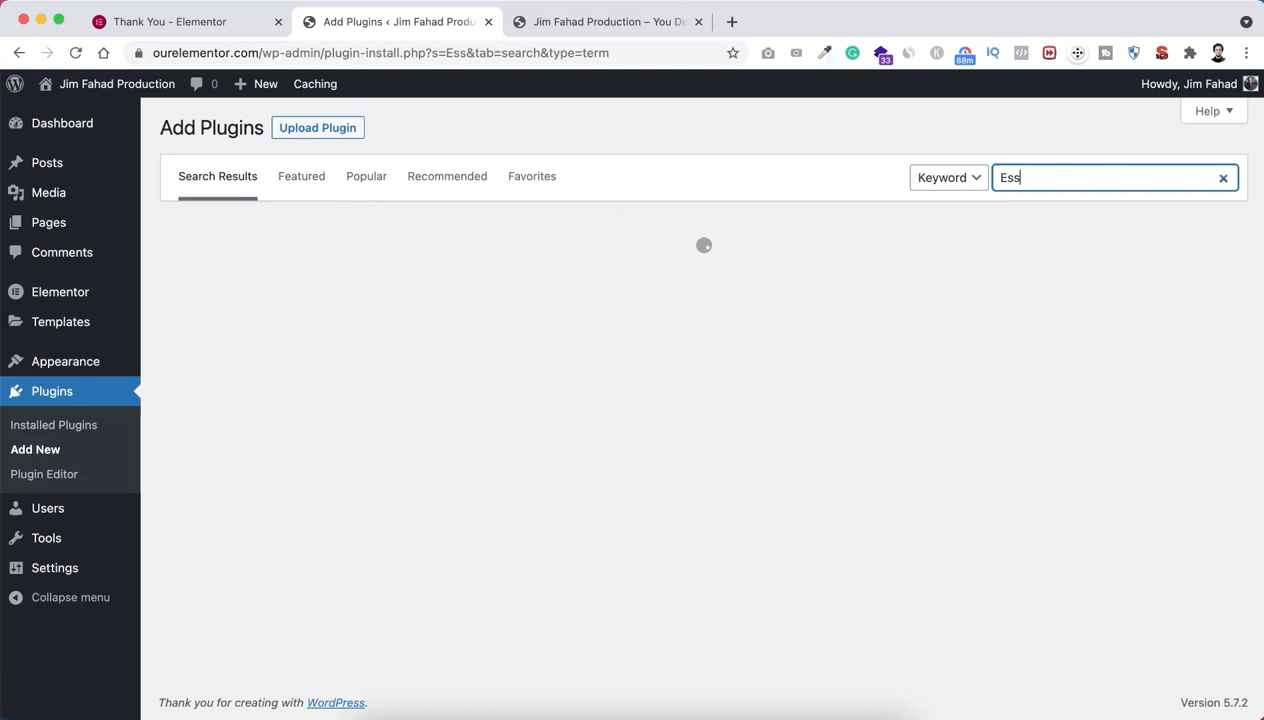 Thank You - Elementor
Add Plugins ‹ Jim Fahad Produ
Jim Fahad Production – You De
ourelementor.com/wp-admin/plugin-install.php?s=Ess&tab=search&type=term
33
88m
IQ
Jim Fahad Production
0
New
Caching
Howdy, Jim Fahad
Dashboard
Posts
Media
Pages
Comments
Elementor
Templates
Appearance
Plugins
Installed Plugins
Add New
Plugin Editor
Users
Tools
Settings
Collapse menu
Help
Add Plugins
Upload Plugin
Search Results
Featured
Popular
Recommended
Favorites
Keyword
Ess
Thank you for creating with WordPress.
Version 5.7.2